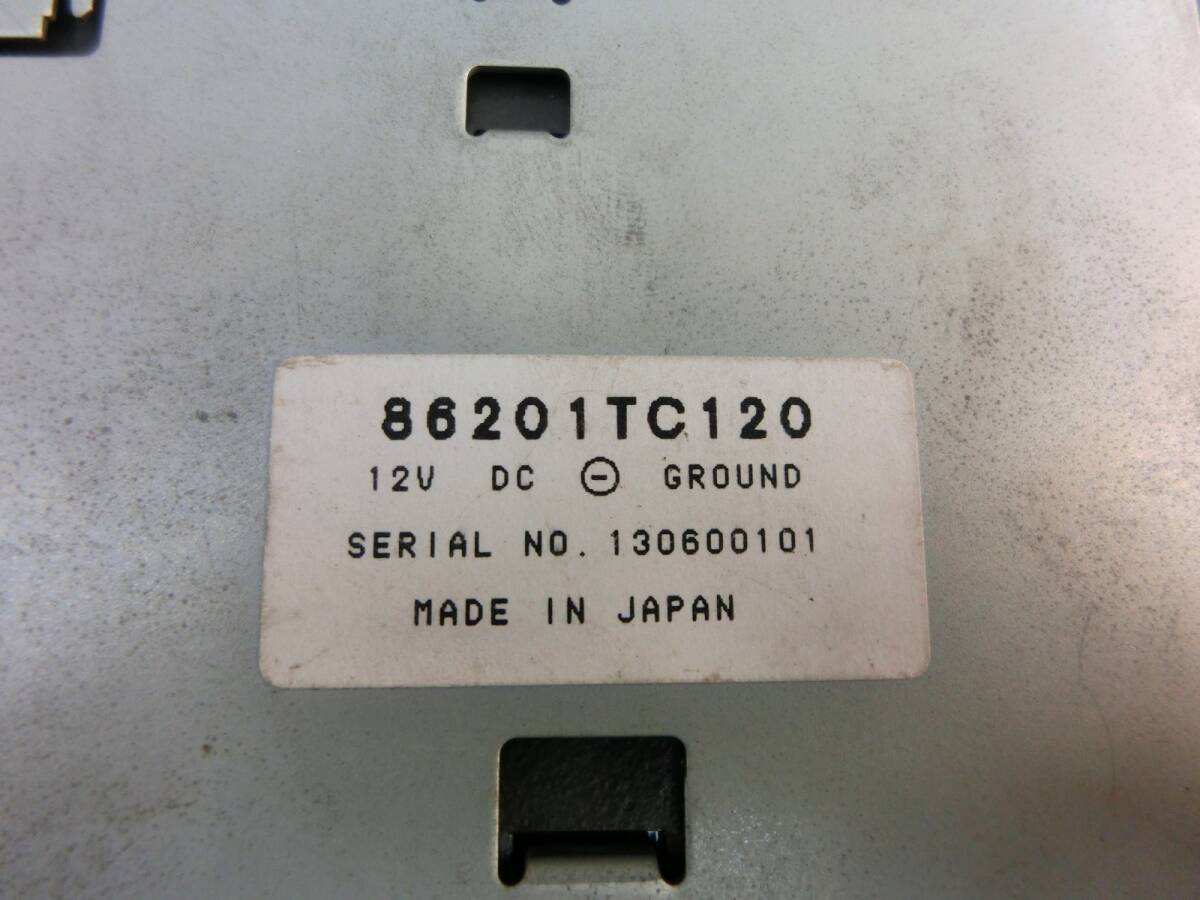 86201TC120
12V DC ⊖ GROUND
SERIAL NO. 130600101
MADE IN JAPAN